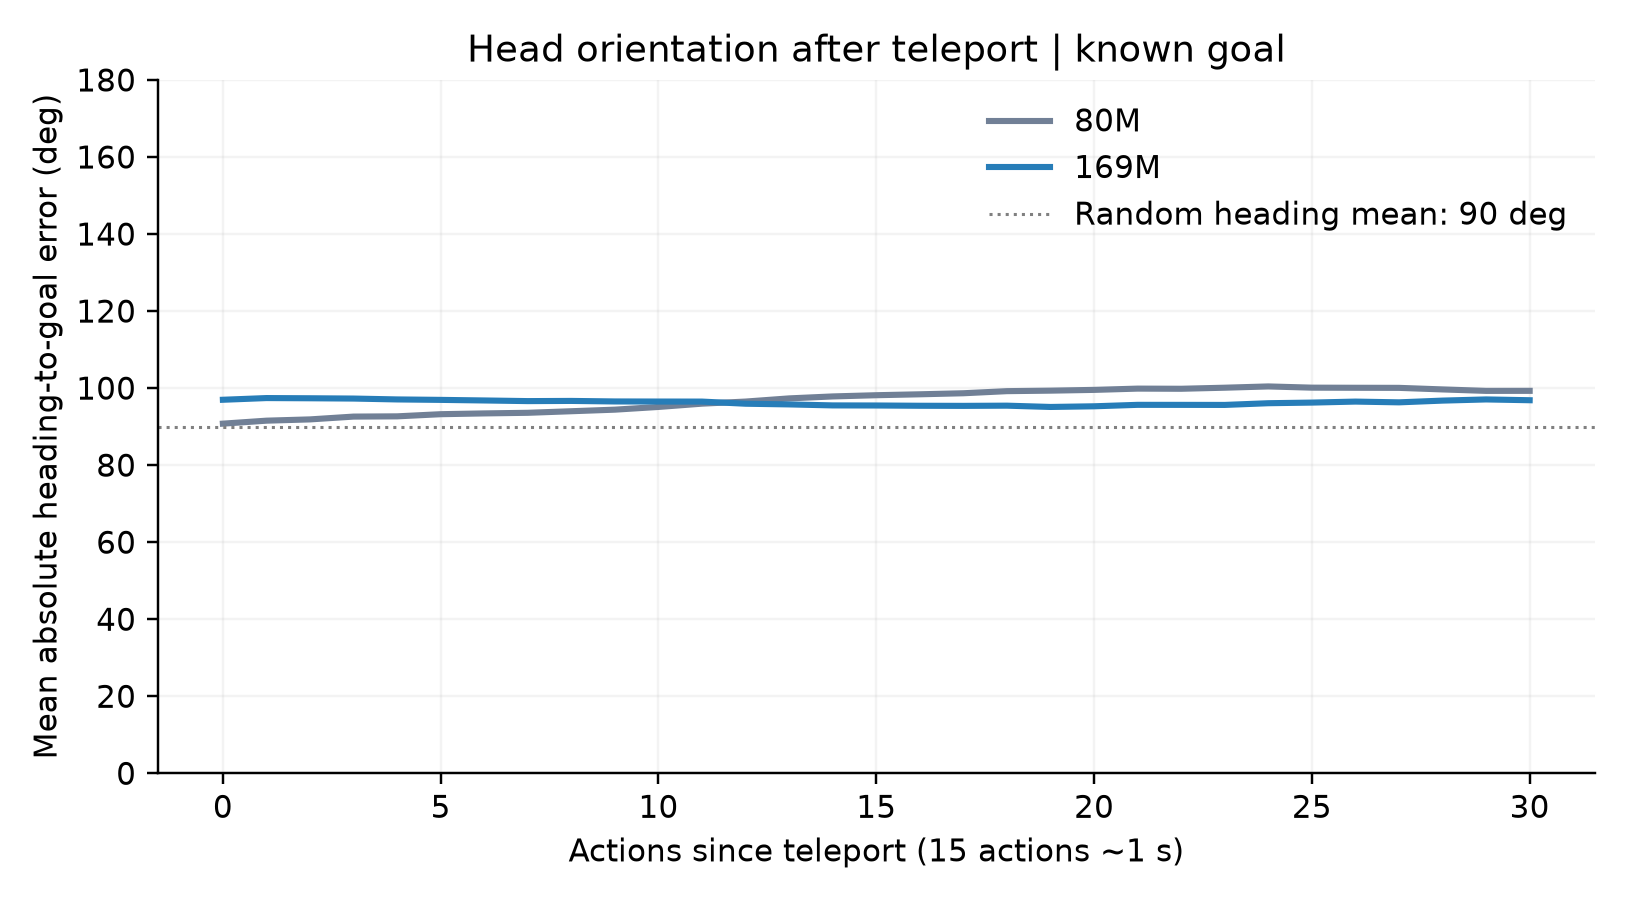 Head orientation after teleport | known goal
Mean absolute heading-to-goal error (deg)
180
160
140
120
100
80
60
40
20
0
80M
169M
Random heading mean: 90 deg
0 5 10 15 20 25 30
Actions since teleport (15 actions ~1 s)